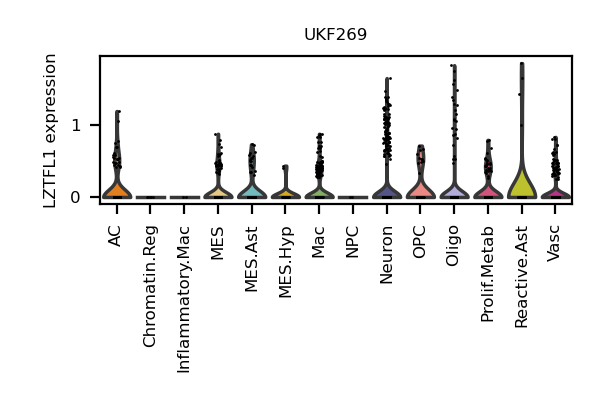 UKF269
LZTFL1 expression
1
0
AC
Chromatin.Reg
Inflammatory.Mac
MES
MES.Ast
MES.Hyp
Mac
NPC
Neuron
OPC
Oligo
Prolif.Metab
Reactive.Ast
Vasc